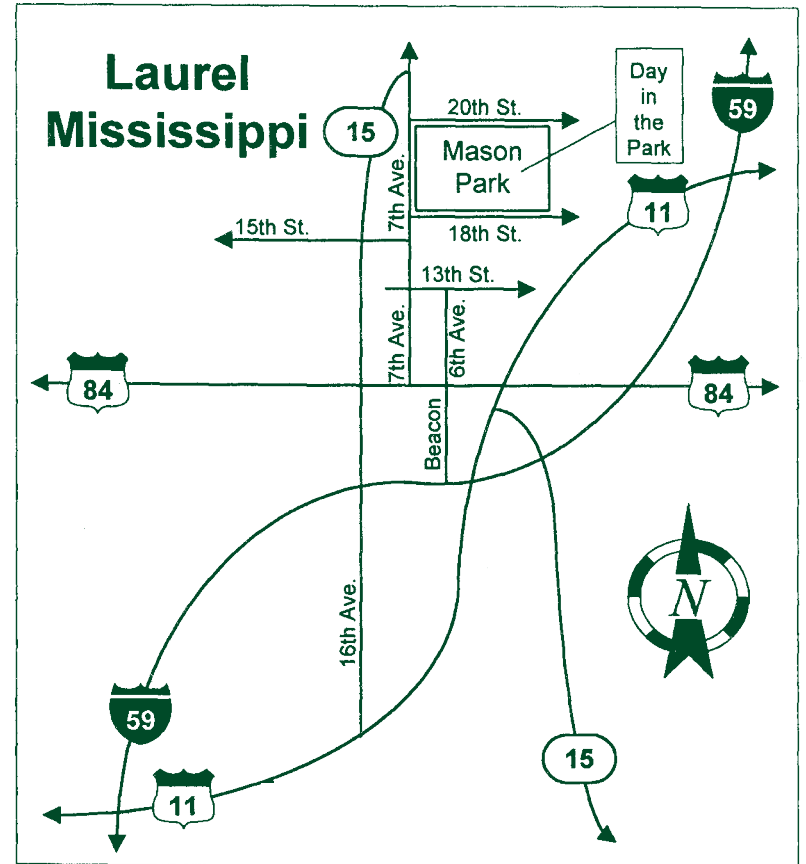 Laurel
Mississippi
15
20th St.
Day
in
the
Park
59
Mason
Park
7th Ave.
11
15th St.
18th St.
13th St.
7th Ave.
6th Ave.
84
84
Beacon
N
16th Ave.
59
15
11